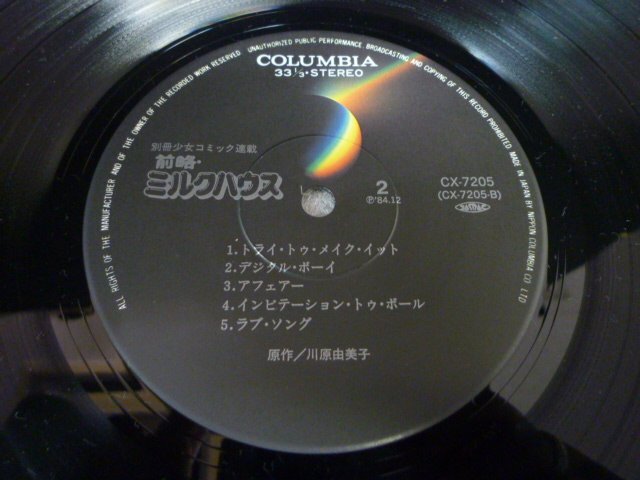 ALL RIGHTS OF THE MANUFACTURER AND OF THE OWNER OF THE RECORDED WORK RESERVED UNAUTHORIZED PUBLIC PERFORMANCE, BROADCASTING AND COPYING OF THIS RECORD PROHIBITED MADE IN JAPAN BY NIPPON COLUMBIA CO. LTD
COLUMBIA
33 1/3・STEREO
別冊少女コミック連載
前略・
ミルクハウス
2
Ⓟ'84.12
CX-7205
(CX-7205-B)
1.トライ・トゥ・メイク・イット
2.デジタル・ボーイ
3.アフェアー
4.インビテーション・トゥ・ボール
5.ラブ・ソング
原作/川原由美子